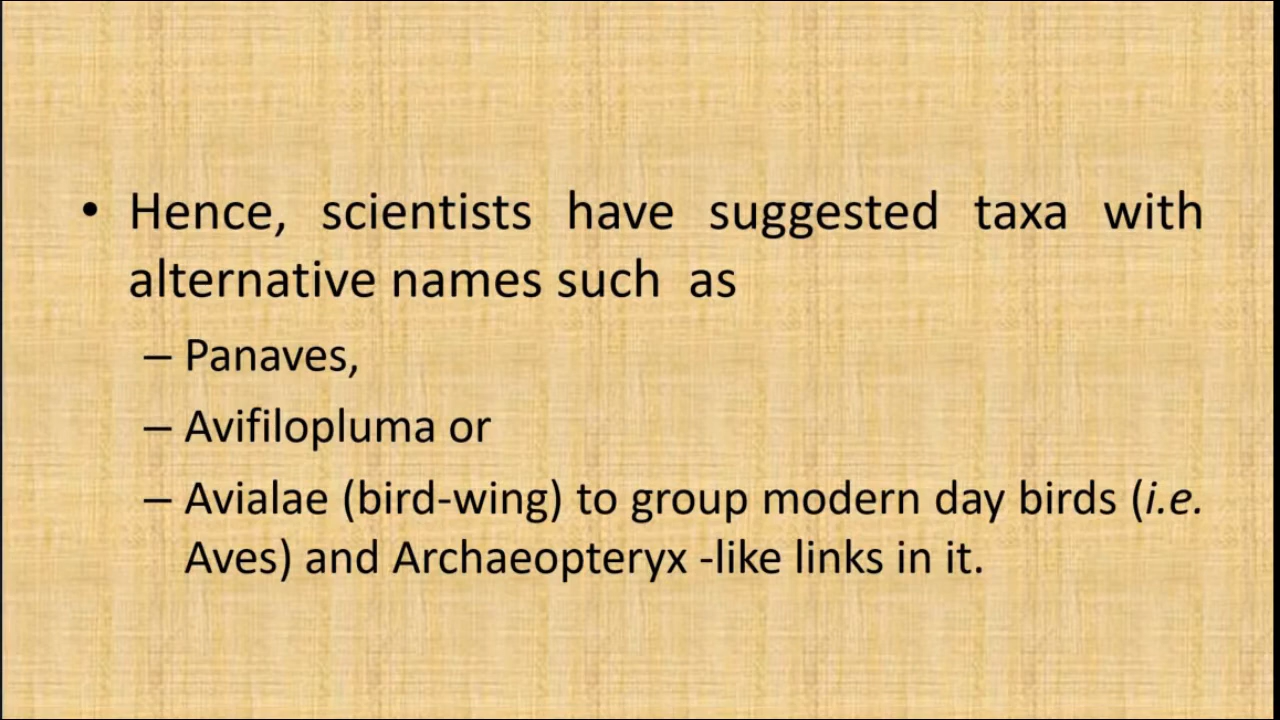 • Hence, scientists have suggested taxa with
alternative names such as
– Panaves,
– Avifilopluma or
– Avialae (bird-wing) to group modern day birds (i.e.
Aves) and Archaeopteryx -like links in it.